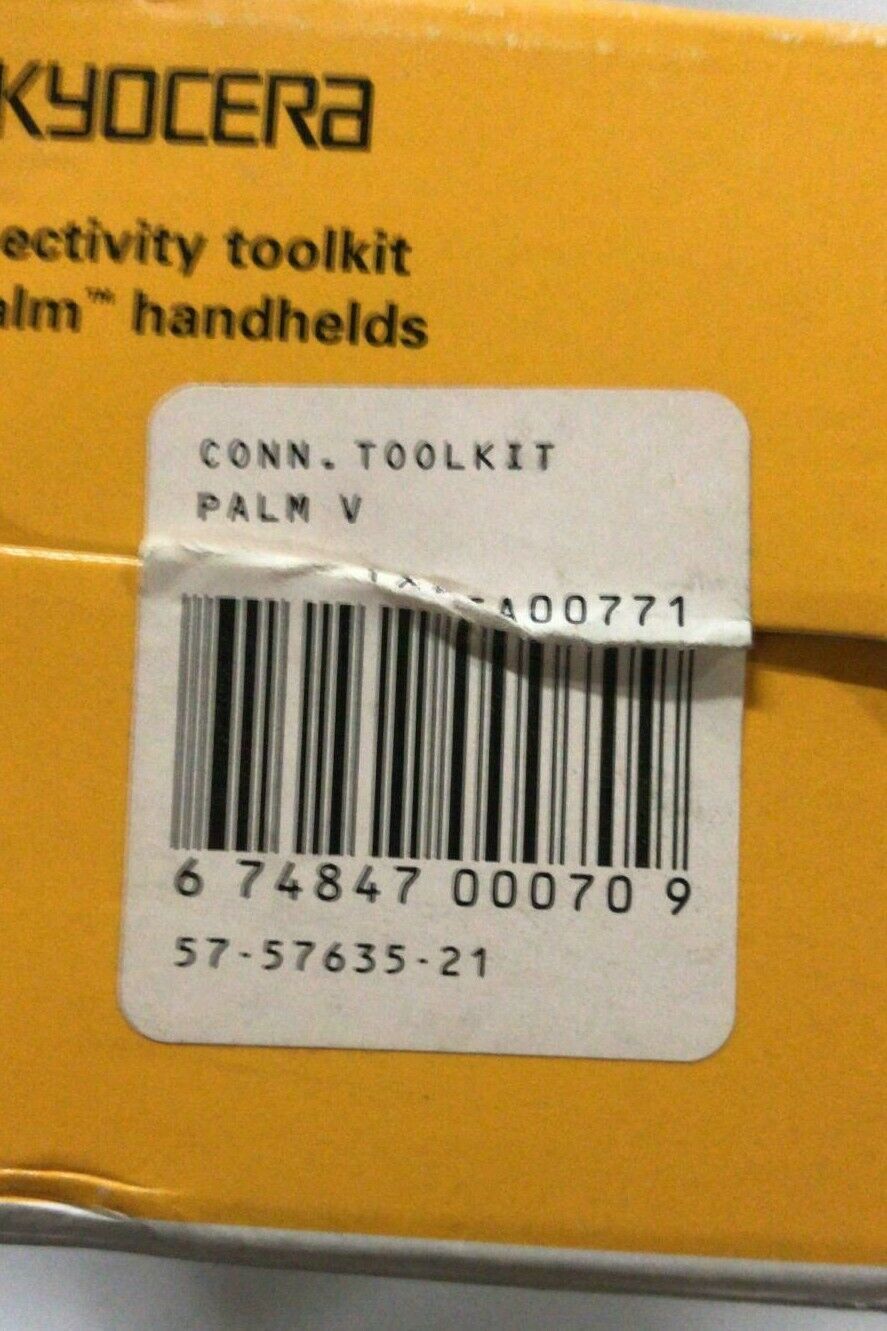 KYOCERA
ectivity toolkit
alm™ handhelds
CONN. TOOLKIT
PALM V
A00771
6 74847 00070 9
57-57635-21